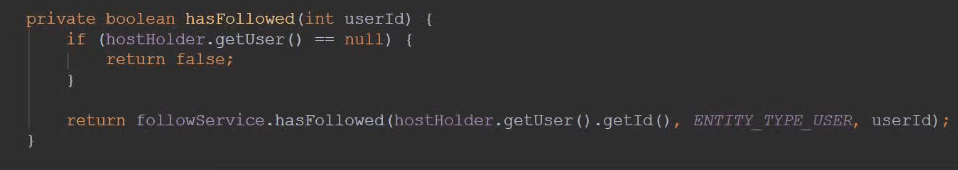 private boolean hasFollowed(int userId) {
    if (hostHolder.getUser() == null) {
        return false;
    }

    return followService.hasFollowed(hostHolder.getUser().getId(), ENTITY_TYPE_USER, userId);
}